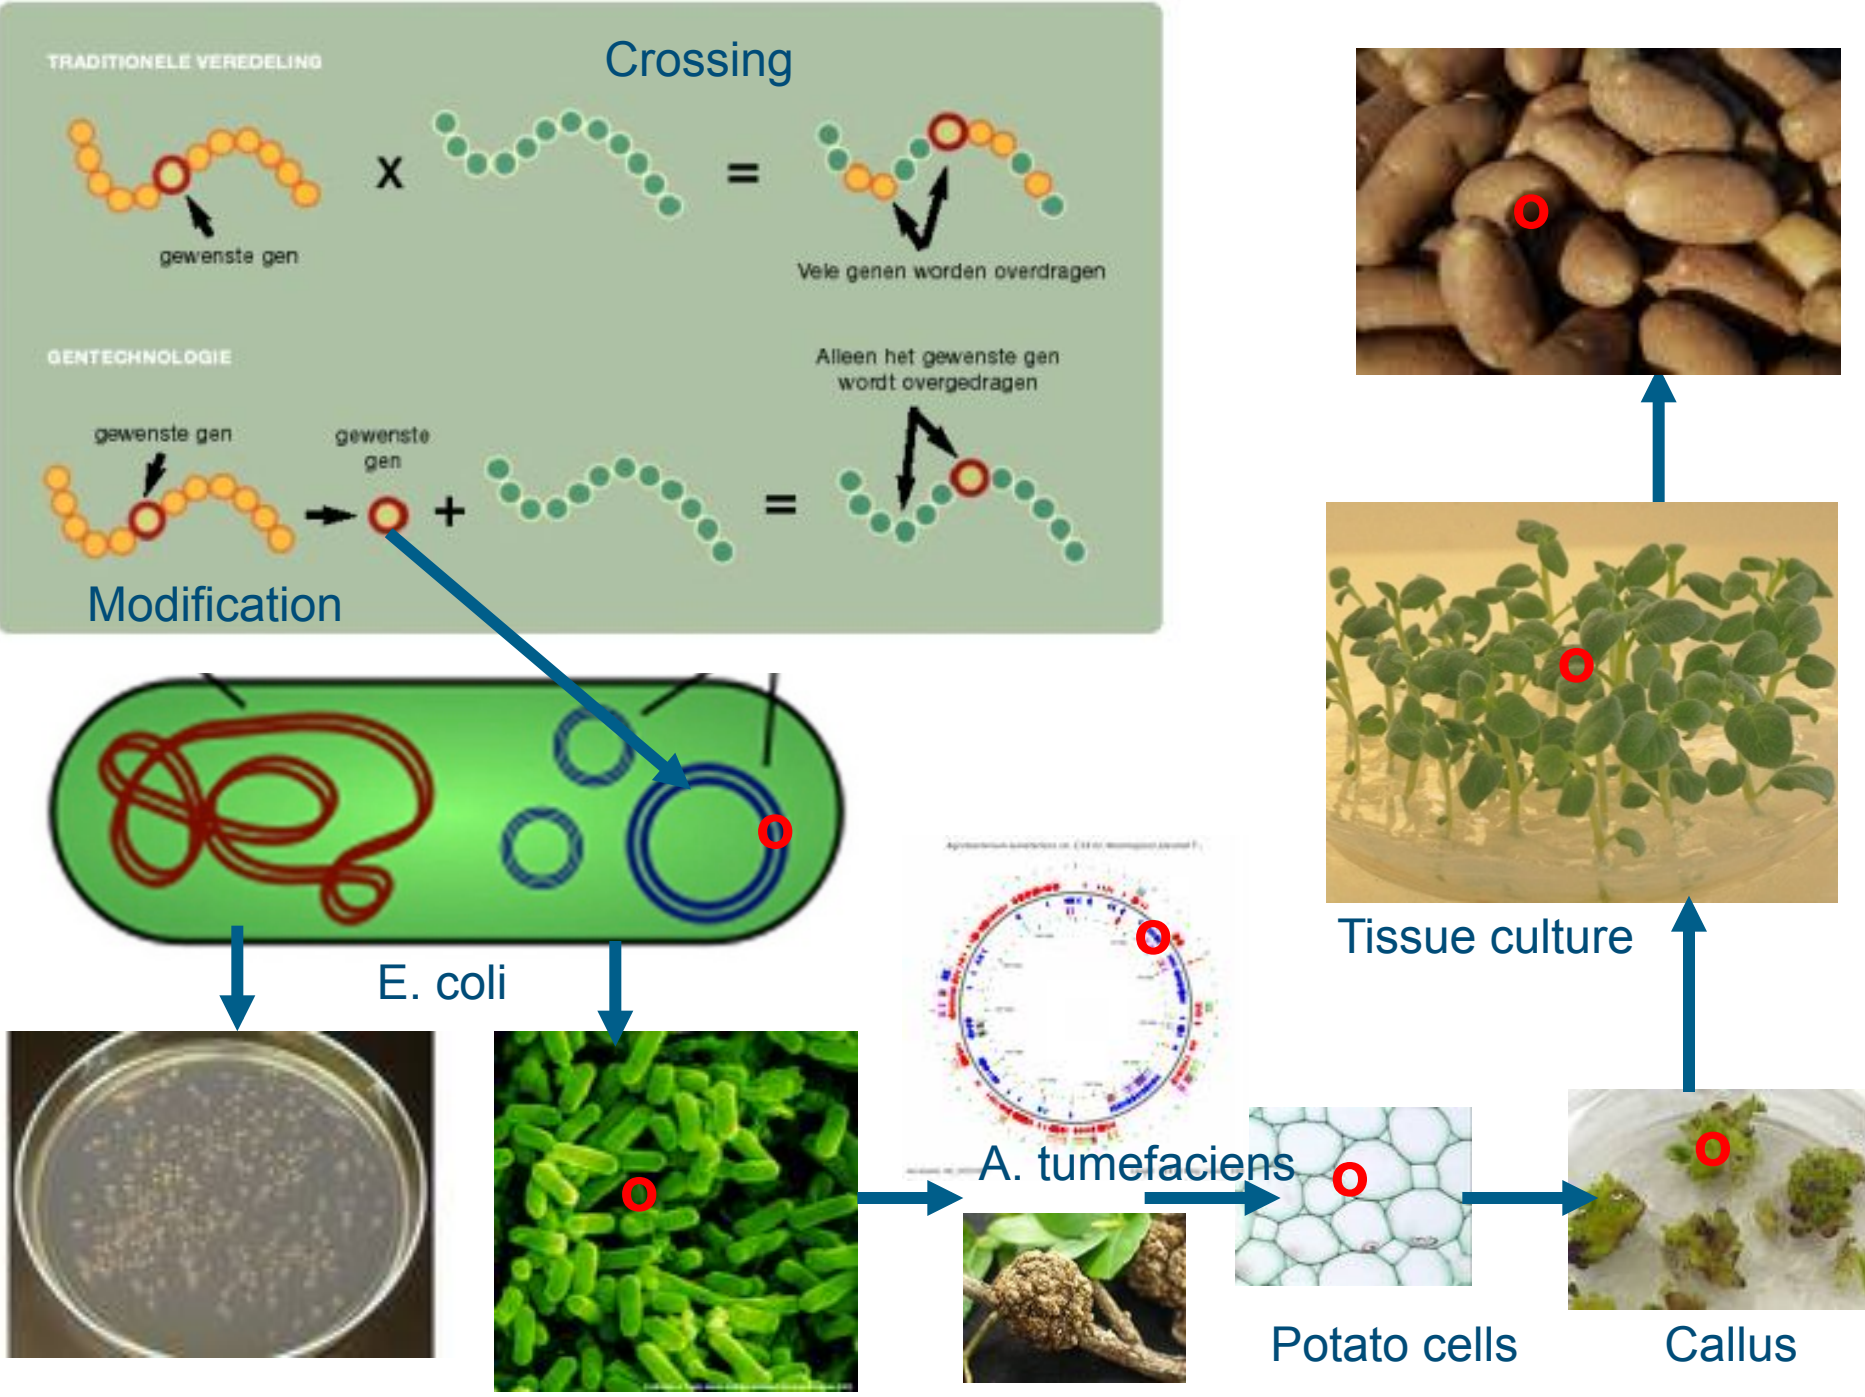 TRADITIONELE VEREDELING
Crossing
X
=
gewenste gen
Vele genen worden overdragen
GENTECHNOLOGIE
Alleen het gewenste gen
wordt overgedragen
gewenste gen
gewenste
gen
+
=
Modification
O
E. coli
O
O
A. tumefaciens
O
Potato cells
O
Callus
O
Tissue culture
O